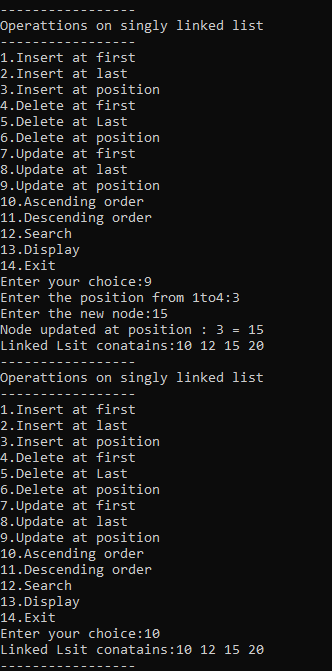 -----------------
Operattions on singly linked list
-----------------
1.Insert at first
2.Insert at last
3.Insert at position
4.Delete at first
5.Delete at Last
6.Delete at position
7.Update at first
8.Update at last
9.Update at position
10.Ascending order
11.Descending order
12.Search
13.Display
14.Exit
Enter your choice:9
Enter the position from 1to4:3
Enter the new node:15
Node updated at position : 3 = 15
Linked Lsit conatains:10 12 15 20
-----------------
Operattions on singly linked list
-----------------
1.Insert at first
2.Insert at last
3.Insert at position
4.Delete at first
5.Delete at Last
6.Delete at position
7.Update at first
8.Update at last
9.Update at position
10.Ascending order
11.Descending order
12.Search
13.Display
14.Exit
Enter your choice:10
Linked Lsit conatains:10 12 15 20
-----------------